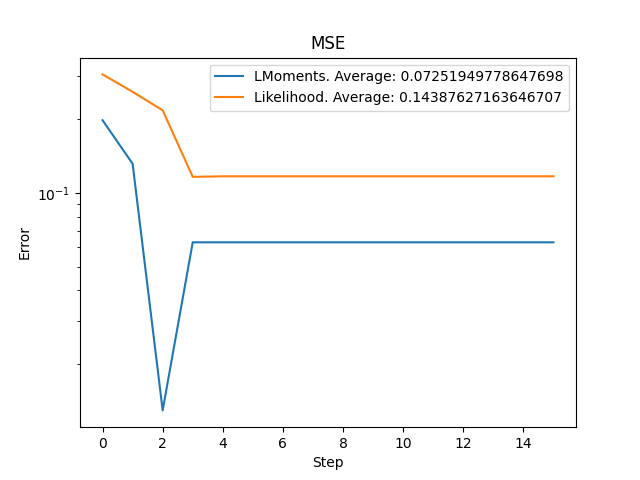 MSE
LMoments. Average: 0.07251949778647698
Likelihood. Average: 0.14387627163646707
10⁻¹
Error
0 2 4 6 8 10 12 14
Step